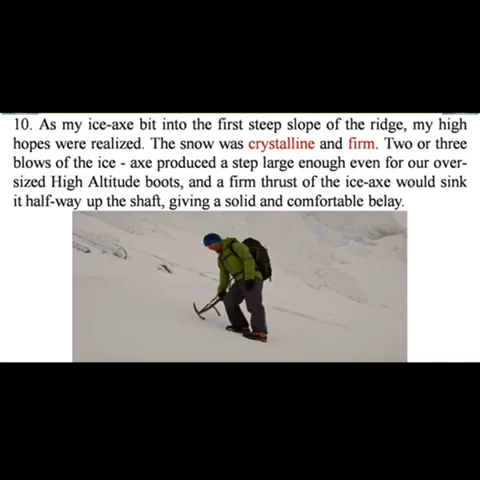 10. As my ice-axe bit into the first steep slope of the ridge, my high
hopes were realized. The snow was crystalline and firm. Two or three
blows of the ice - axe produced a step large enough even for our over-
sized High Altitude boots, and a firm thrust of the ice-axe would sink
it half-way up the shaft, giving a solid and comfortable belay.